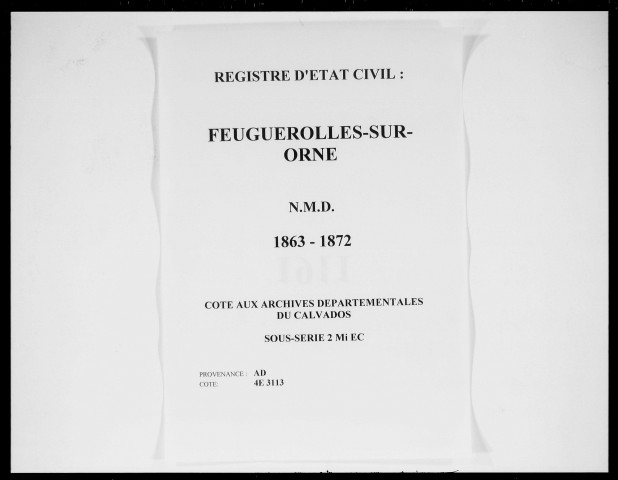 REGISTRE D'ETAT CIVIL :
FEUGUEROLLES-SUR-
ORNE
N.M.D.
1863 - 1872
COTE AUX ARCHIVES DEPARTEMENTALES
DU CALVADOS
SOUS-SERIE 2 Mi EC
PROVENANCE : AD
COTE: 4E 3113